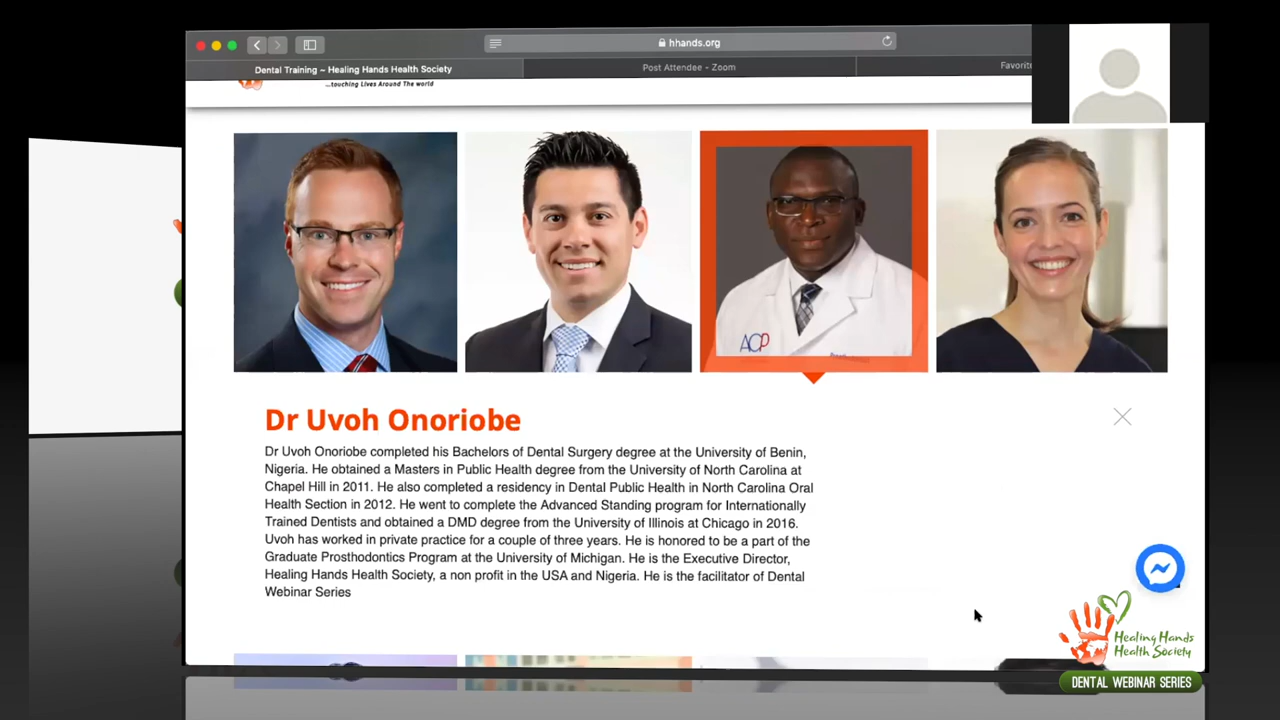 hhands.org
Dental Training ~ Healing Hands Health Society
Post Attendee - Zoom
Favorite
...touching Lives Around The world
ACP
Dr Uvoh Onoriobe
Dr Uvoh Onoriobe completed his Bachelors of Dental Surgery degree at the University of Benin,
Nigeria. He obtained a Masters in Public Health degree from the University of North Carolina at
Chapel Hill in 2011. He also completed a residency in Dental Public Health in North Carolina Oral
Health Section in 2012. He went to complete the Advanced Standing program for Internationally
Trained Dentists and obtained a DMD degree from the University of Illinois at Chicago in 2016.
Uvoh has worked in private practice for a couple of three years. He is honored to be a part of the
Graduate Prosthodontics Program at the University of Michigan. He is the Executive Director,
Healing Hands Health Society, a non profit in the USA and Nigeria. He is the facilitator of Dental
Webinar Series
Healing Hands
Health Society
DENTAL WEBINAR SERIES